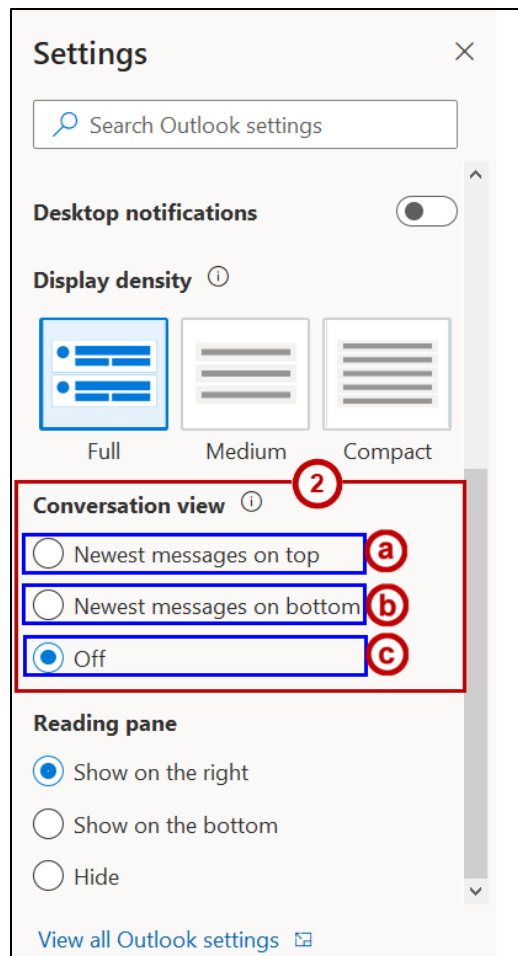 Settings
Search Outlook settings
Desktop notifications
Display density
Full Medium Compact
2
Conversation view
Newest messages on top a
Newest messages on bottom b
Off c
Reading pane
Show on the right
Show on the bottom
Hide
View all Outlook settings